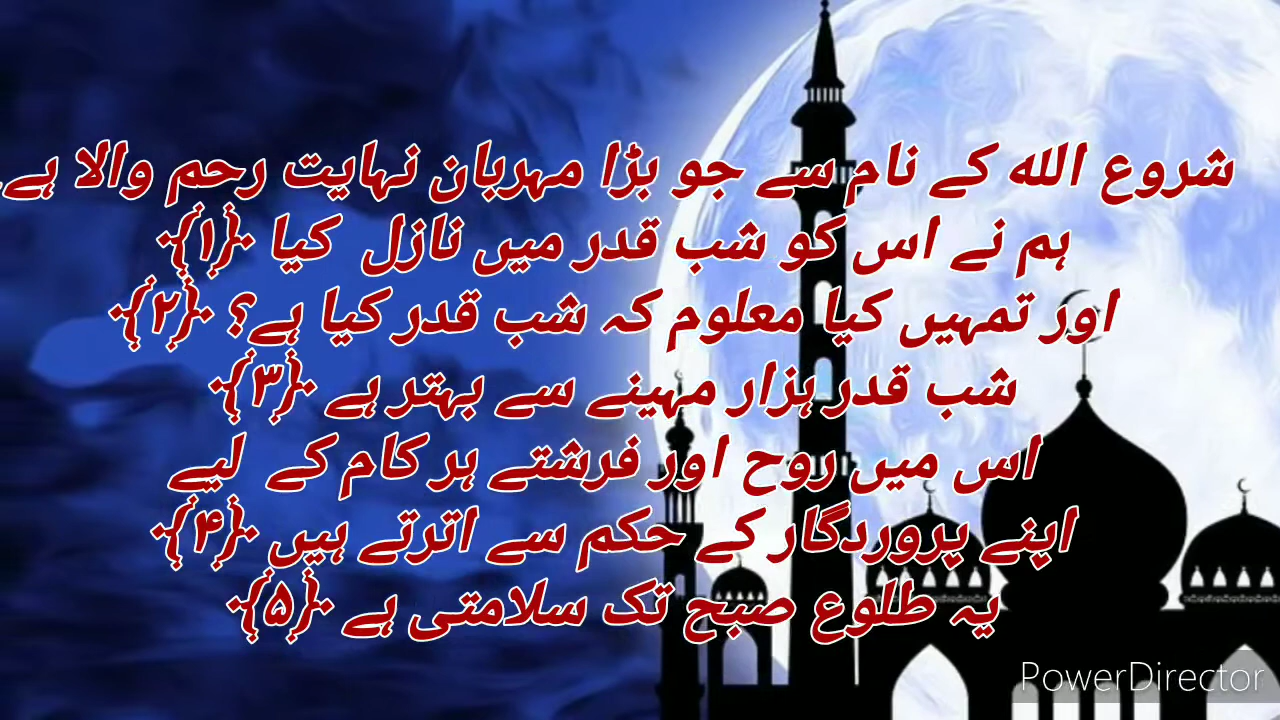 شروع الله کے نام سے جو بڑا مہربان نہایت رحم والا ہے
ہم نے اس کو شب قدر میں نازل کیا ﴿۱﴾
اور تمہیں کیا معلوم کہ شب قدر کیا ہے؟ ﴿۲﴾
شب قدر ہزار مہینے سے بہتر ہے ﴿۳﴾
اس میں روح اور فرشتے ہر کام کے لیے
اپنے پروردگار کے حکم سے اترتے ہیں ﴿۴﴾
یہ طلوع صبح تک سلامتی ہے ﴿۵﴾
PowerDirector